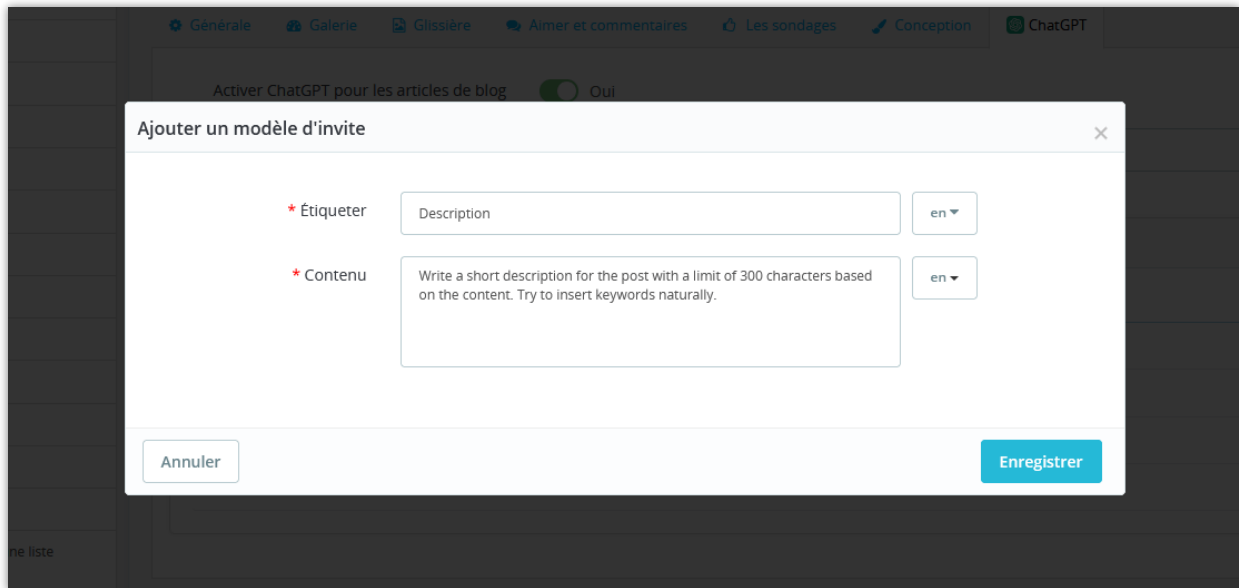 Générale Galerie Glissière Aimer et commentaires Les sondages Conception ChatGPT
Activer ChatGPT pour les articles de blog Oui
Ajouter un modèle d'invite ×
* Étiqueter Description en
* Contenu Write a short description for the post with a limit of 300 characters based en
on the content. Try to insert keywords naturally.
Annuler Enregistrer
ne liste